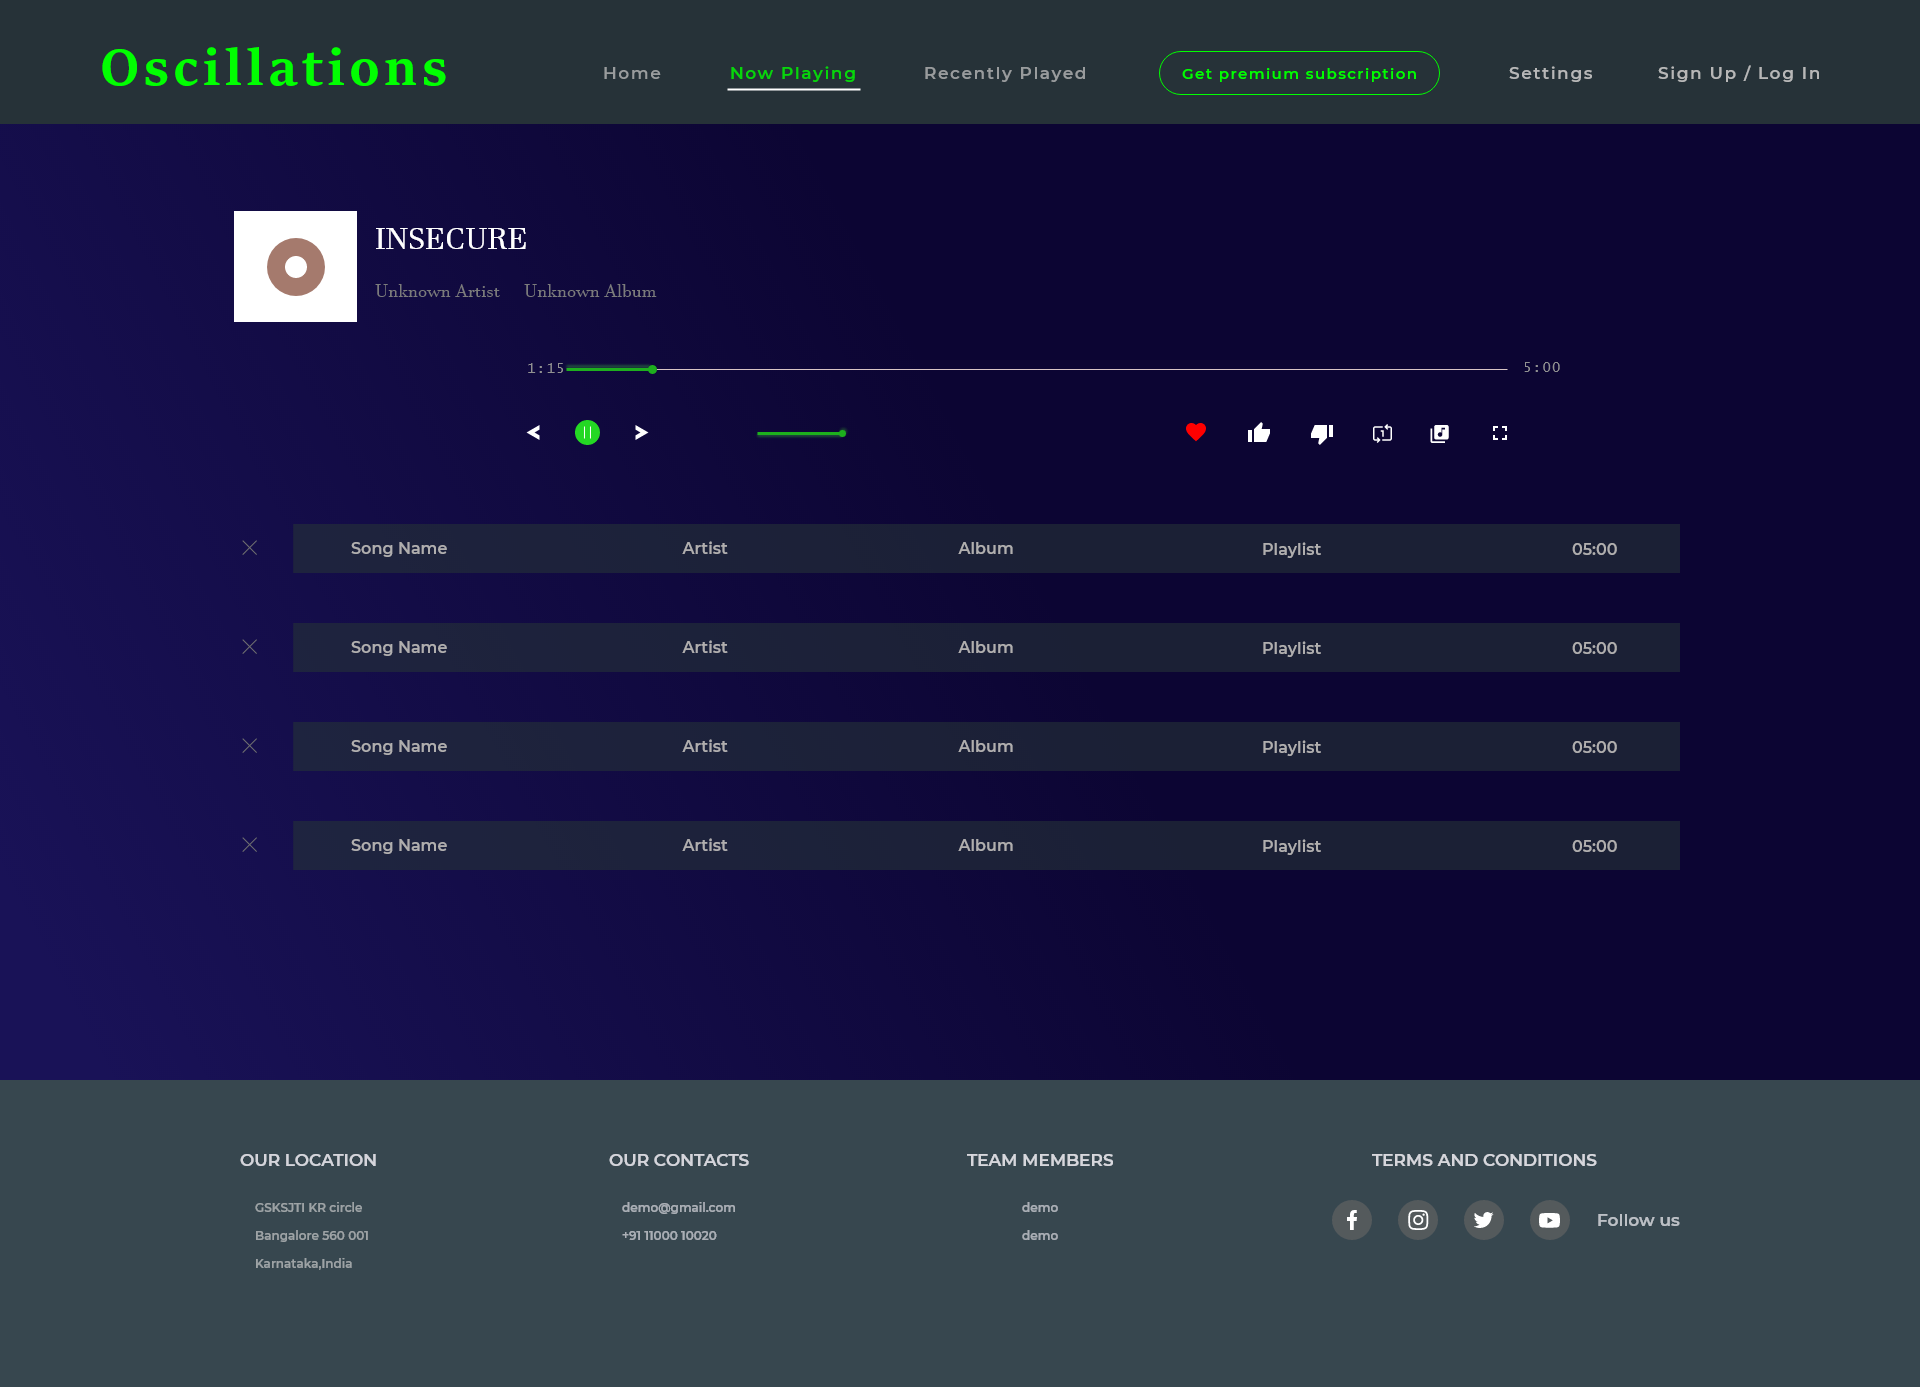 Oscillations
Home Now Playing Recently Played Get premium subscription Settings Sign Up / Log In
INSECURE
Unknown Artist Unknown Album
1:15 5:00
Song Name Artist Album Playlist 05:00
Song Name Artist Album Playlist 05:00
Song Name Artist Album Playlist 05:00
Song Name Artist Album Playlist 05:00
OUR LOCATION OUR CONTACTS TEAM MEMBERS TERMS AND CONDITIONS
GSKSJTI KR circle demo@gmail.com demo
Follow us
Bangalore 560 001 +91 11000 10020 demo
Karnataka,India